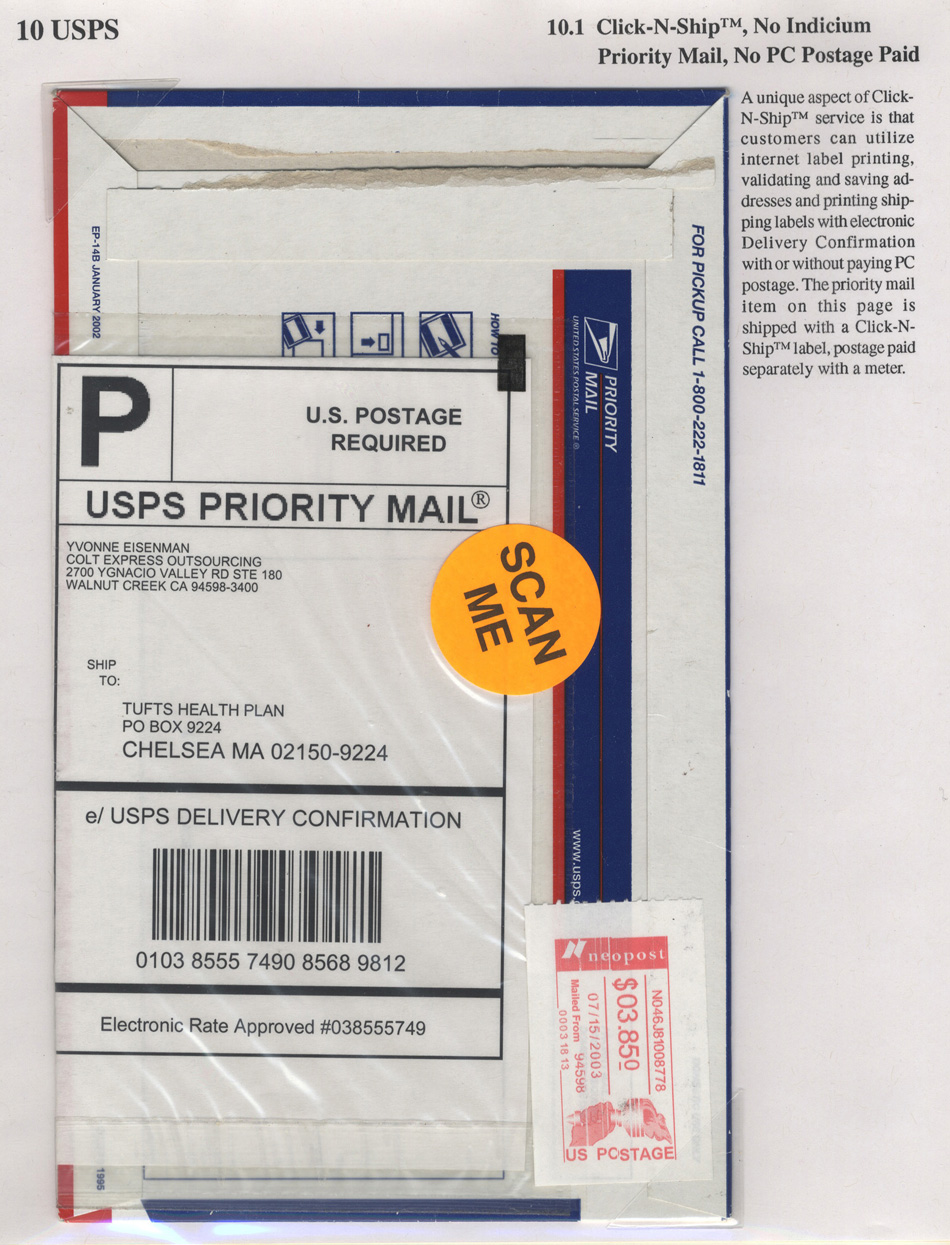 10 USPS
10.1 Click-N-Ship™, No Indicium
Priority Mail, No PC Postage Paid
A unique aspect of Click-
N-Ship™ service is that
customers can utilize
internet label printing,
validating and saving ad-
dresses and printing ship-
ping labels with electronic
Delivery Confirmation
with or without paying PC
postage. The priority mail
item on this page is
shipped with a Click-N-
Ship™ label, postage paid
separately with a meter.
EP-14B JANUARY 2002
FOR PICKUP CALL 1-800-222-1811
HOW TO
PRIORITY
MAIL
UNITED STATES POSTAL SERVICE ®
www.usps.
P
U.S. POSTAGE
REQUIRED
USPS PRIORITY MAIL®
YVONNE EISENMAN
COLT EXPRESS OUTSOURCING
2700 YGNACIO VALLEY RD STE 180
WALNUT CREEK CA 94598-3400
SCAN
ME
SHIP
TO:
TUFTS HEALTH PLAN
PO BOX 9224
CHELSEA MA 02150-9224
e/ USPS DELIVERY CONFIRMATION
0103 8555 7490 8568 9812
Electronic Rate Approved #038555749
neopost
N046J81008778
$03.850
07/15/2003
Mailed From 94598
0003 18 13
US POSTAGE
1995